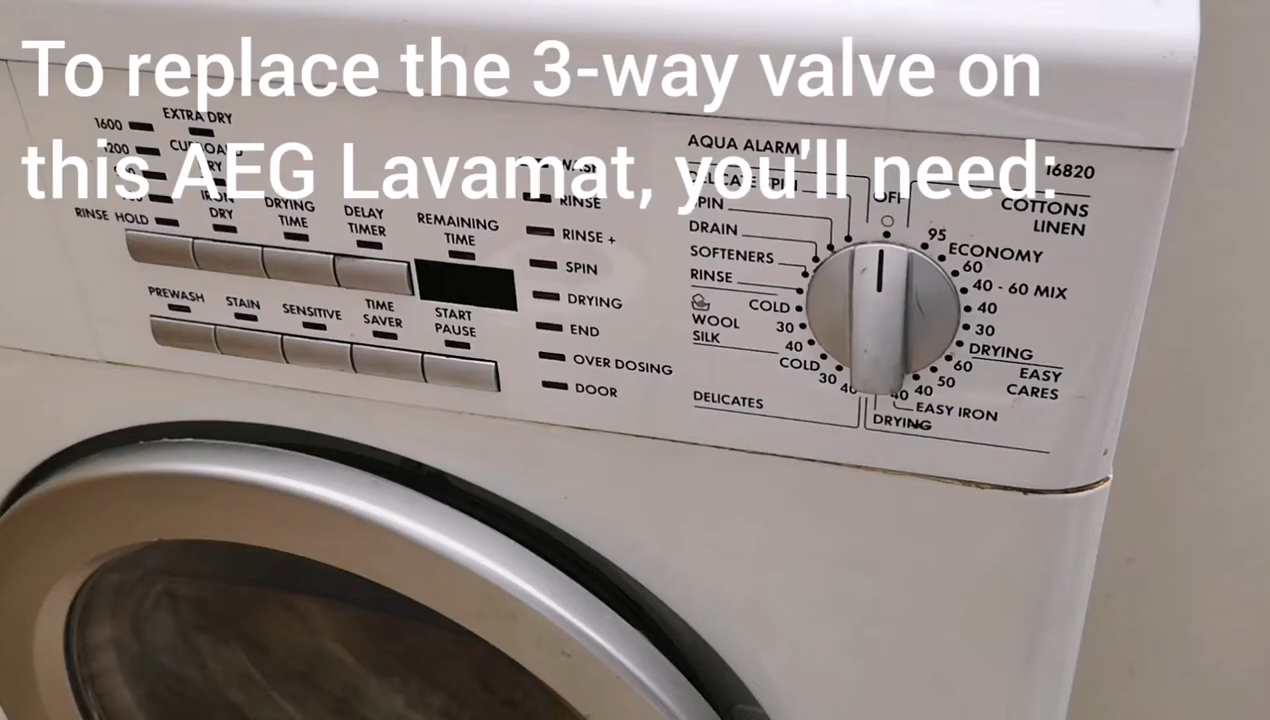 To replace the 3-way valve on
this AEG Lavamat, you'll need:
1600
EXTRA DRY
DRY
RINSE HOLD
DRY
DRYING
TIME
DELAY
TIMER
REMAINING
TIME
PREWASH
STAIN
SENSITIVE
TIME
SAVER
START
PAUSE
WASH
RINSE
RINSE +
SPIN
DRYING
END
OVER DOSING
DOOR
AQUA ALARM
16820
DELICATE SPIN
SPIN
DRAIN
SOFTENERS
RINSE
COLD
30
40
WOOL
SILK
COLD
30
40
DELICATES
OFF
COTTONS
LINEN
95
ECONOMY
60
40 - 60 MIX
40
30
DRYING
60
50
40
40
EASY
CARES
EASY IRON
DRYING